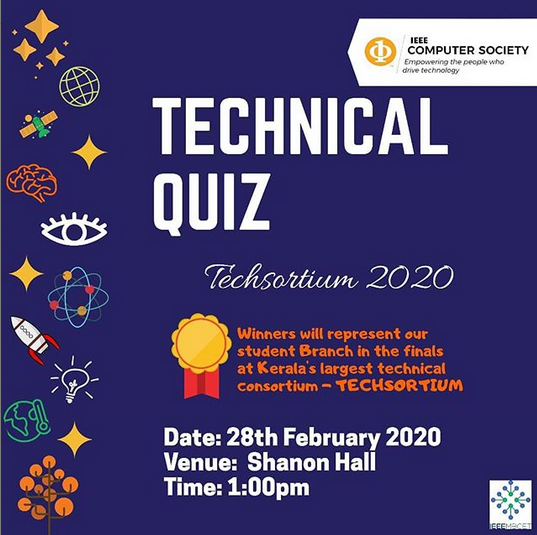 IEEE
COMPUTER SOCIETY
Empowering the people who
drive technology
TECHNICAL
QUIZ
Techsortium 2020
Winners will represent our
student Branch in the finals
at Kerala's largest technical
consortium – TECHSORTIUM
Date: 28th February 2020
Venue: Shanon Hall
Time: 1:00pm
IEEEMBCET